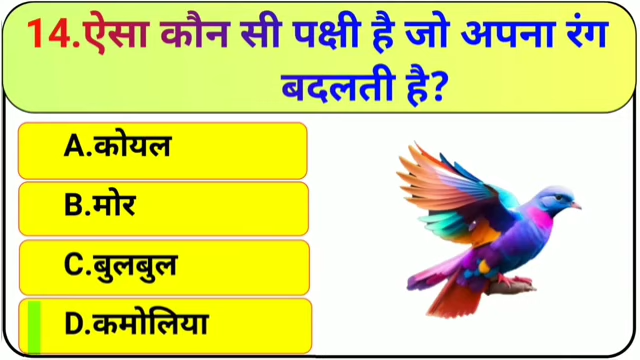 14.ऐसा कौन सी पक्षी है जो अपना रंग
बदलती है?
A.कोयल
B.मोर
C.बुलबुल
D.कमोलिया